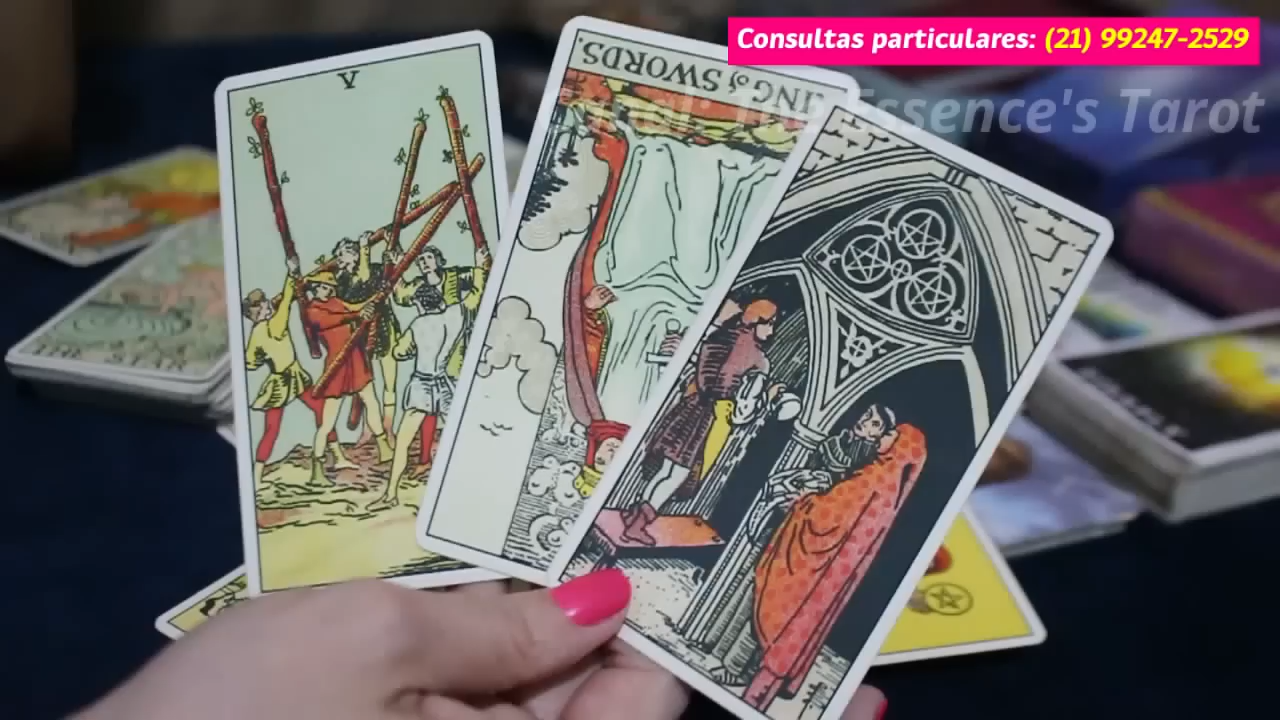 Consultas particulares: (21) 99247-2529
Essence's Tarot
V
ING of SWORDS.